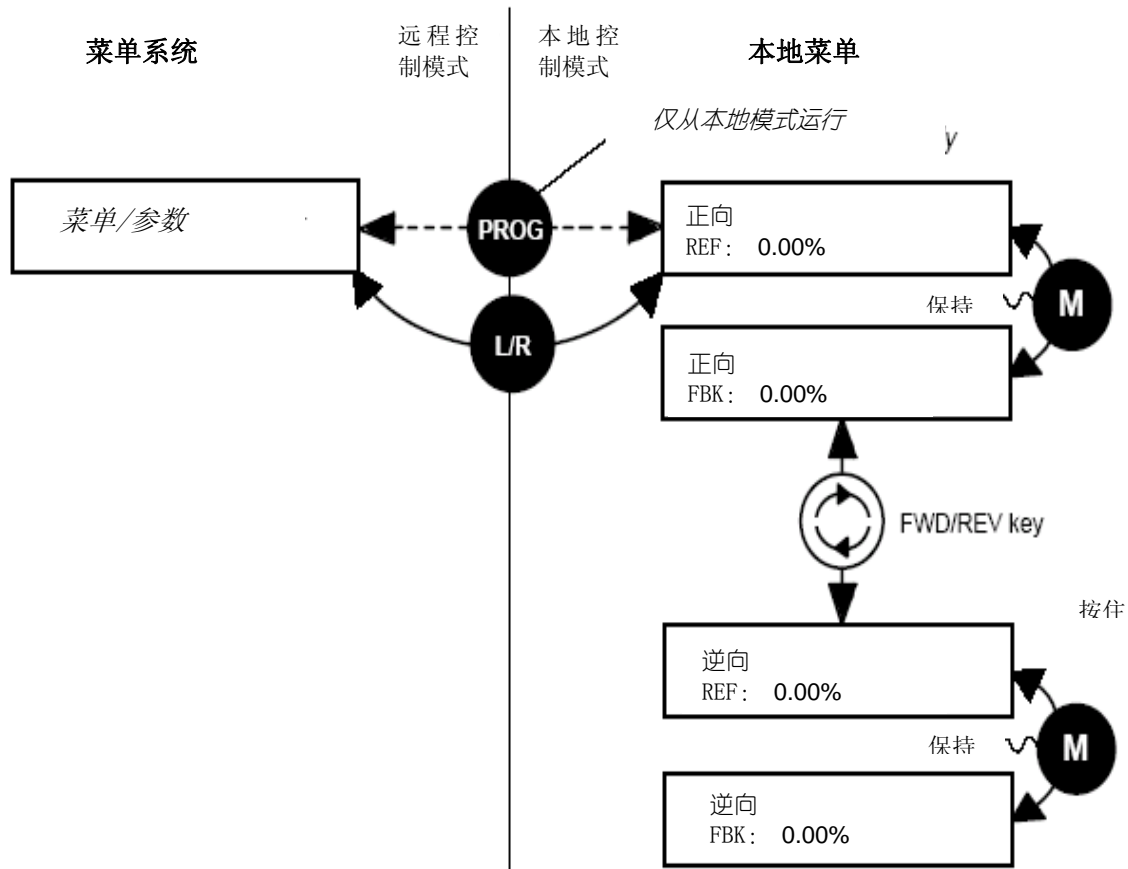 菜单系统
远程控
制模式
本地控
制模式
本地菜单
仅从本地模式运行
y
菜单/参数
PROG
正向
REF: 0.00%
保持
M
L/R
正向
FBK: 0.00%
FWD/REV key
按住
逆向
REF: 0.00%
保持
M
逆向
FBK: 0.00%